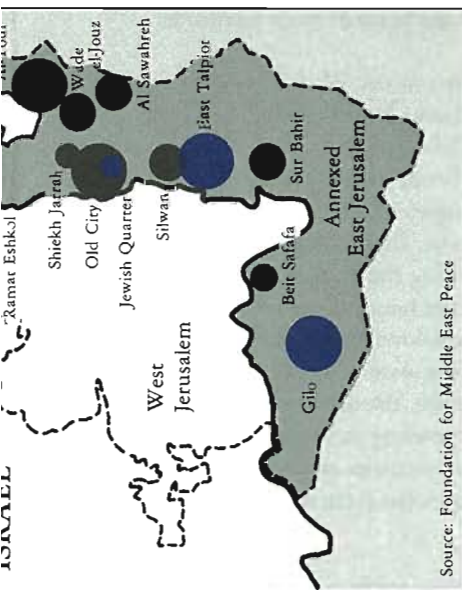 ISRAEL
Ramat Eshkol
Shiekh Jarrah
Wade
el-Jouz
Old City
Jewish Quarter
Al Sawahreh
Silwan
West
Jerusalem
East Talpiot
Beit Safafa
Sur Bahir
Gilo
Annexed
East Jerusalem
Source: Foundation for Middle East Peace